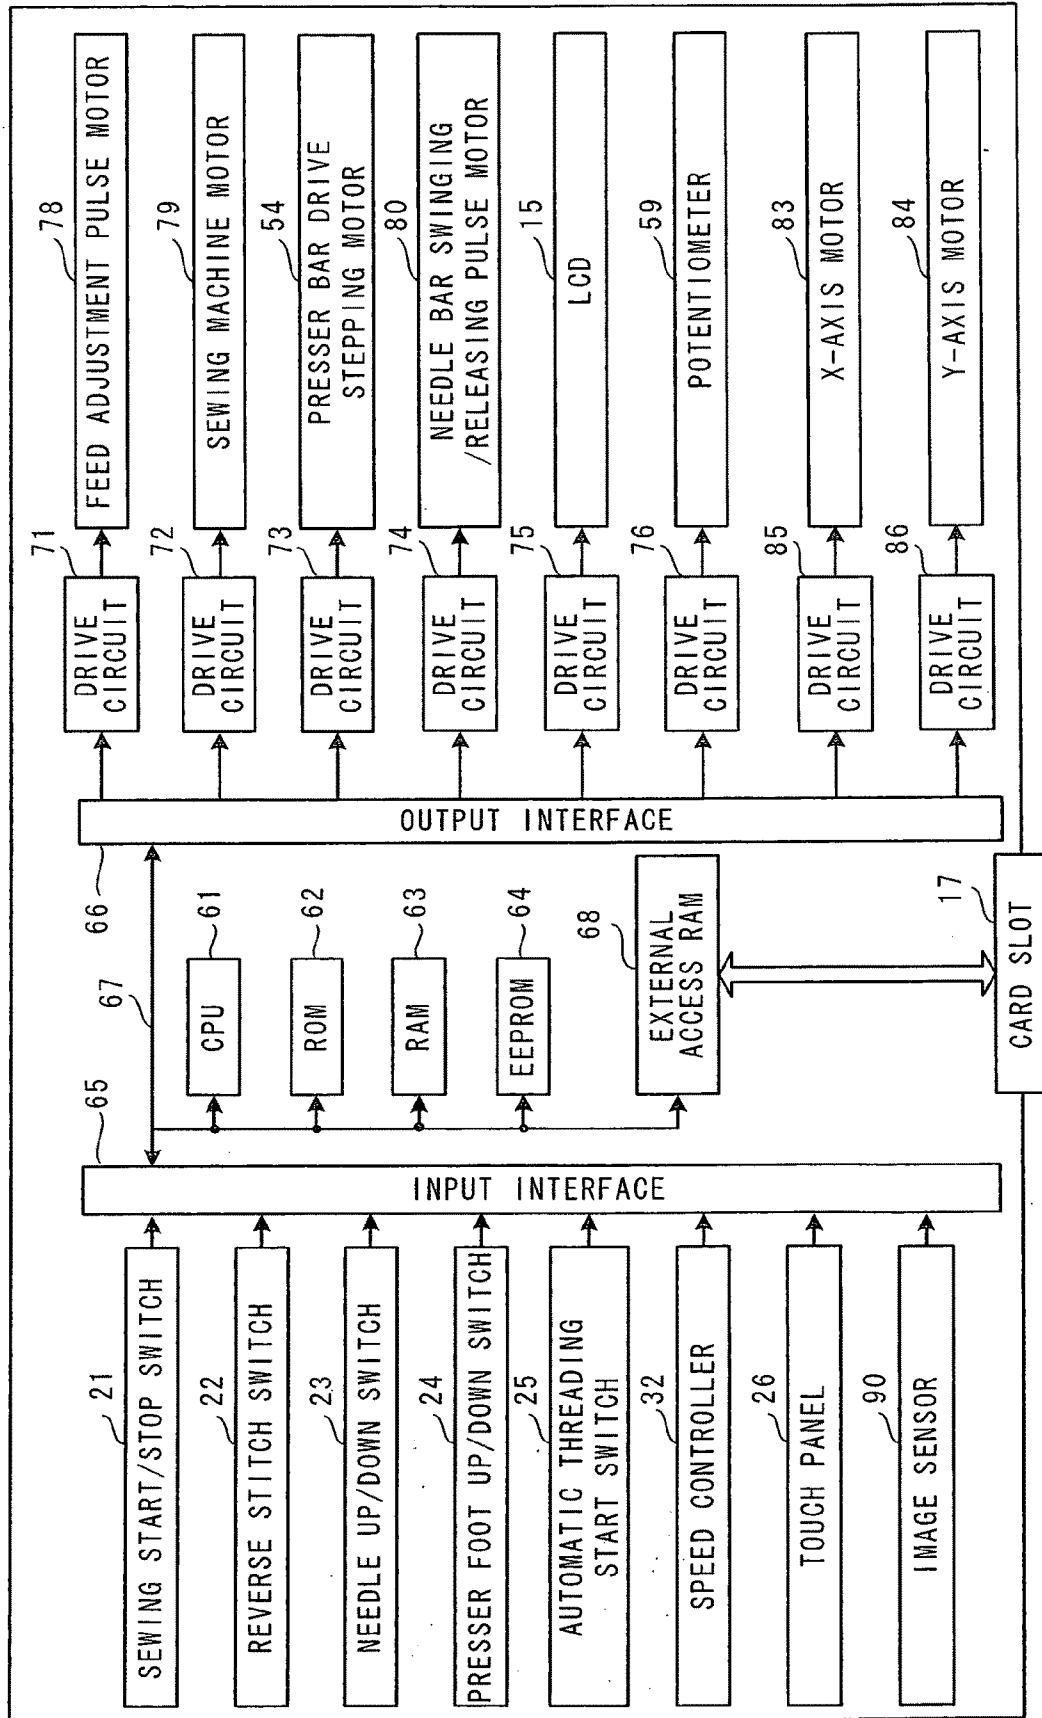 21
SEWING START/STOP SWITCH
22
REVERSE STITCH SWITCH
23
NEEDLE UP/DOWN SWITCH
24
PRESSER FOOT UP/DOWN SWITCH
25
AUTOMATIC THREADING
START SWITCH
32
SPEED CONTROLLER
26
TOUCH PANEL
90
IMAGE SENSOR
65
INPUT INTERFACE
67
61
CPU
62
ROM
63
RAM
64
EEPROM
68
EXTERNAL
ACCESS RAM
17
CARD SLOT
66
OUTPUT INTERFACE
71
DRIVE
CIRCUIT
72
DRIVE
CIRCUIT
73
DRIVE
CIRCUIT
74
DRIVE
CIRCUIT
75
DRIVE
CIRCUIT
76
DRIVE
CIRCUIT
85
DRIVE
CIRCUIT
86
DRIVE
CIRCUIT
78
FEED ADJUSTMENT PULSE MOTOR
79
SEWING MACHINE MOTOR
54
PRESSER BAR DRIVE
STEPPING MOTOR
80
NEEDLE BAR SWINGING
/RELEASING PULSE MOTOR
15
LCD
59
POTENTIOMETER
83
X-AXIS MOTOR
84
Y-AXIS MOTOR